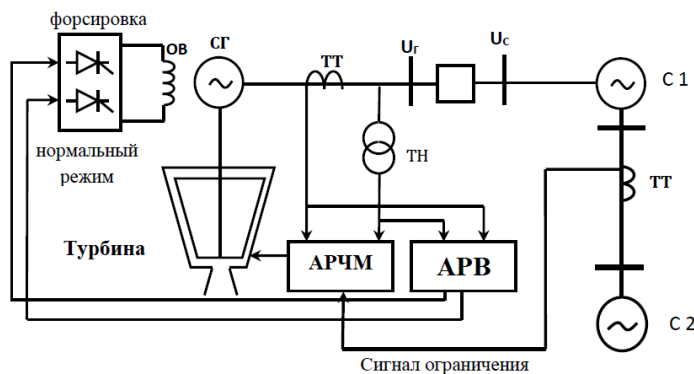 форсировка
ОВ
СГ
ТТ
UГ
UС
С 1
нормальный
режим
ТН
ТТ
Турбина
АРЧМ
АРВ
С 2
Сигнал ограничения